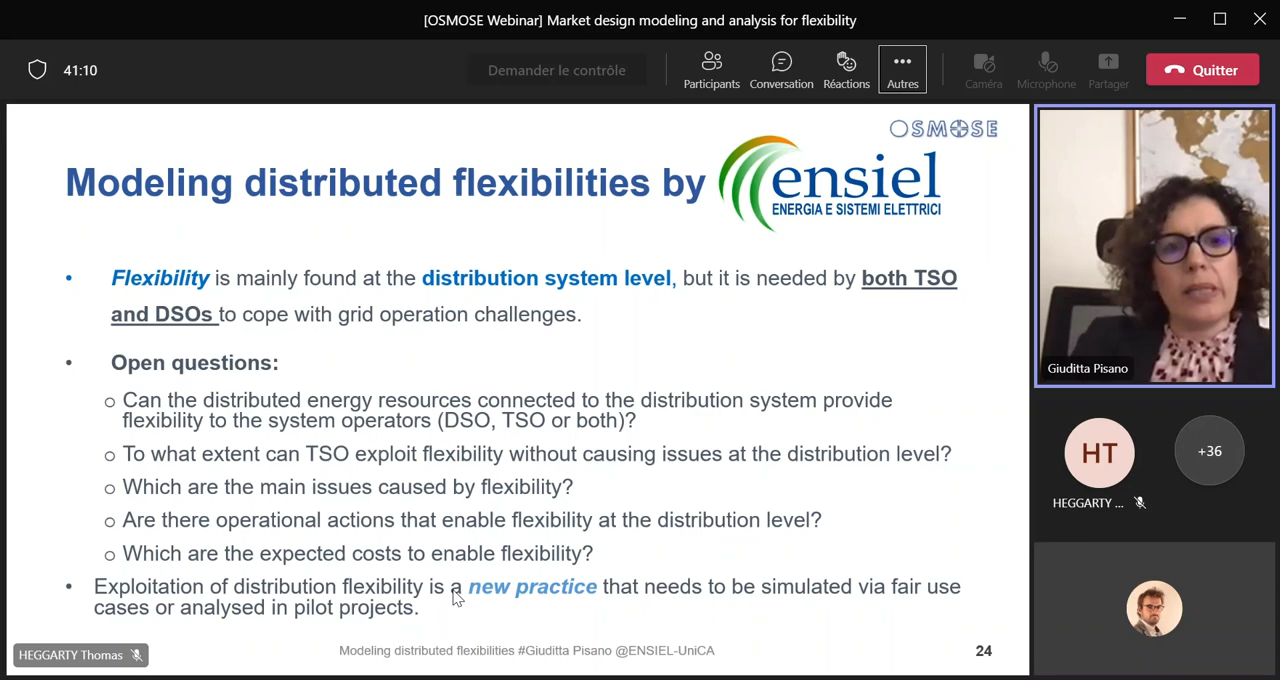 [OSMOSE Webinar] Market design modeling and analysis for flexibility
41:10
Demander le contrôle
Participants
Conversation
Réactions
Autres
Caméra
Microphone
Partager
Quitter
OSMOSE
Modeling distributed flexibilities by
ensiel
ENERGIA E SISTEMI ELETTRICI
• Flexibility is mainly found at the distribution system level, but it is needed by both TSO
and DSOs to cope with grid operation challenges.
• Open questions:
o Can the distributed energy resources connected to the distribution system provide
flexibility to the system operators (DSO, TSO or both)?
o To what extent can TSO exploit flexibility without causing issues at the distribution level?
o Which are the main issues caused by flexibility?
o Are there operational actions that enable flexibility at the distribution level?
o Which are the expected costs to enable flexibility?
• Exploitation of distribution flexibility is a new practice that needs to be simulated via fair use
cases or analysed in pilot projects.
HEGGARTY Thomas
Modeling distributed flexibilities #Giuditta Pisano @ENSIEL-UniCA
24
Giuditta Pisano
HT
+36
HEGGARTY ...